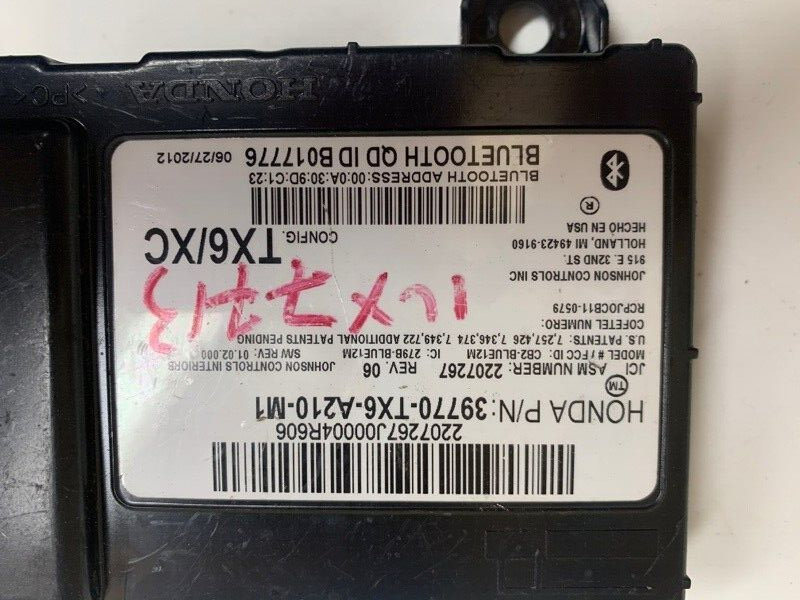 2207267J00004R606
HONDA P/N: 39770-TX6-A210-M1
TM
JCI ASM NUMBER: 2207267 REV. 06 JOHNSON CONTROLS INTERIORS
MODEL # / FCC ID: CB2-BLUE12M IC: 279B-BLUE12M S/W REV: 01.02.000
U.S. PATENTS: 7,257,426 7,346,374 7,349,722 ADDITIONAL PATENTS PENDING
COFETEL NUMERO:
RCPJOCB11-0579
JOHNSON CONTROLS INC
915 E. 32ND ST.
HOLLAND, MI 49423-9160
HECHO EN USA
CONFIG. TX6/XC
R
BLUETOOTH ADDRESS: 00:0A:30:9D:C1:23
BLUETOOTH QD ID B017776 06/27/2012
HONDA >PC<